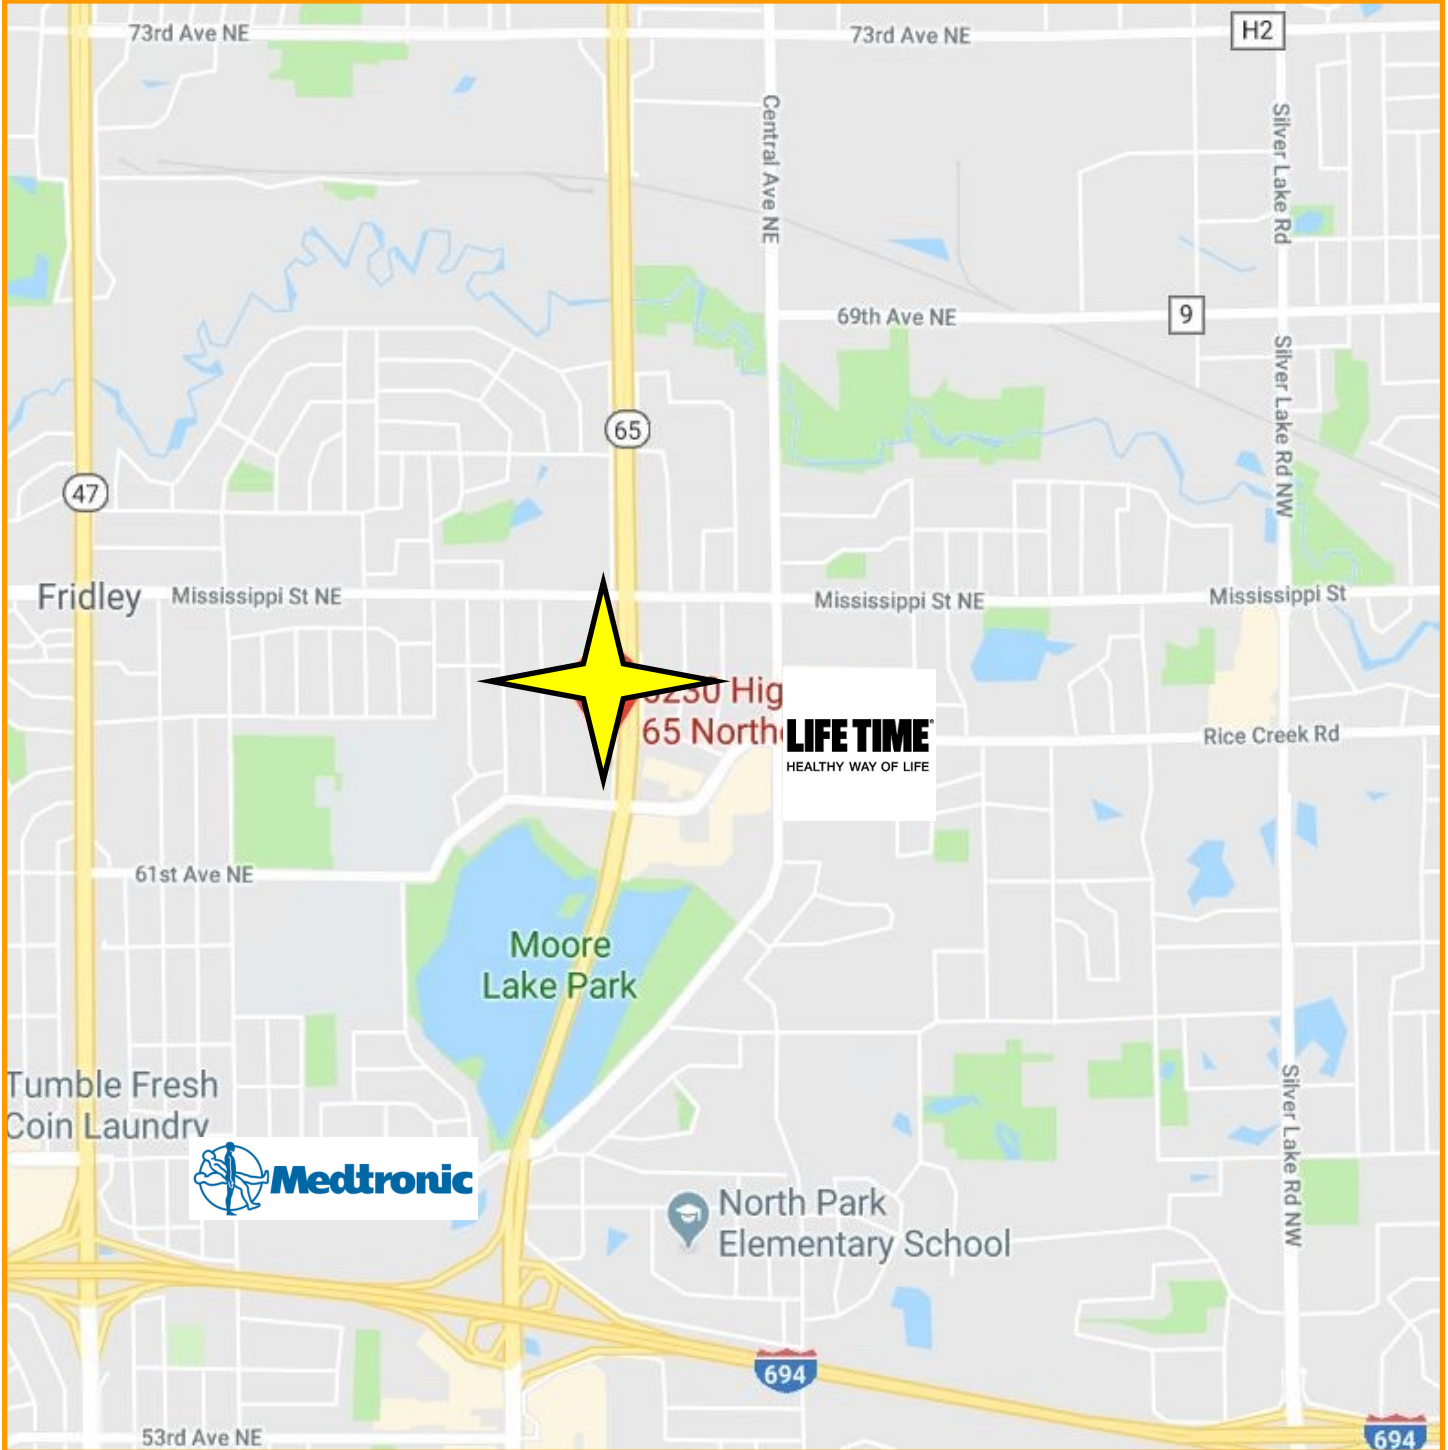 73rd Ave NE
73rd Ave NE
H2
Central Ave NE
Silver Lake Rd
69th Ave NE
9
Silver Lake Rd NW
65
47
Fridley
Mississippi St NE
Mississippi St NE
Mississippi St
Hig
65 North
LIFE TIME
HEALTHY WAY OF LIFE
Rice Creek Rd
61st Ave NE
Moore
Lake Park
Tumble Fresh
Coin Laundry
Medtronic
Silver Lake Rd NW
North Park
Elementary School
694
694
53rd Ave NE